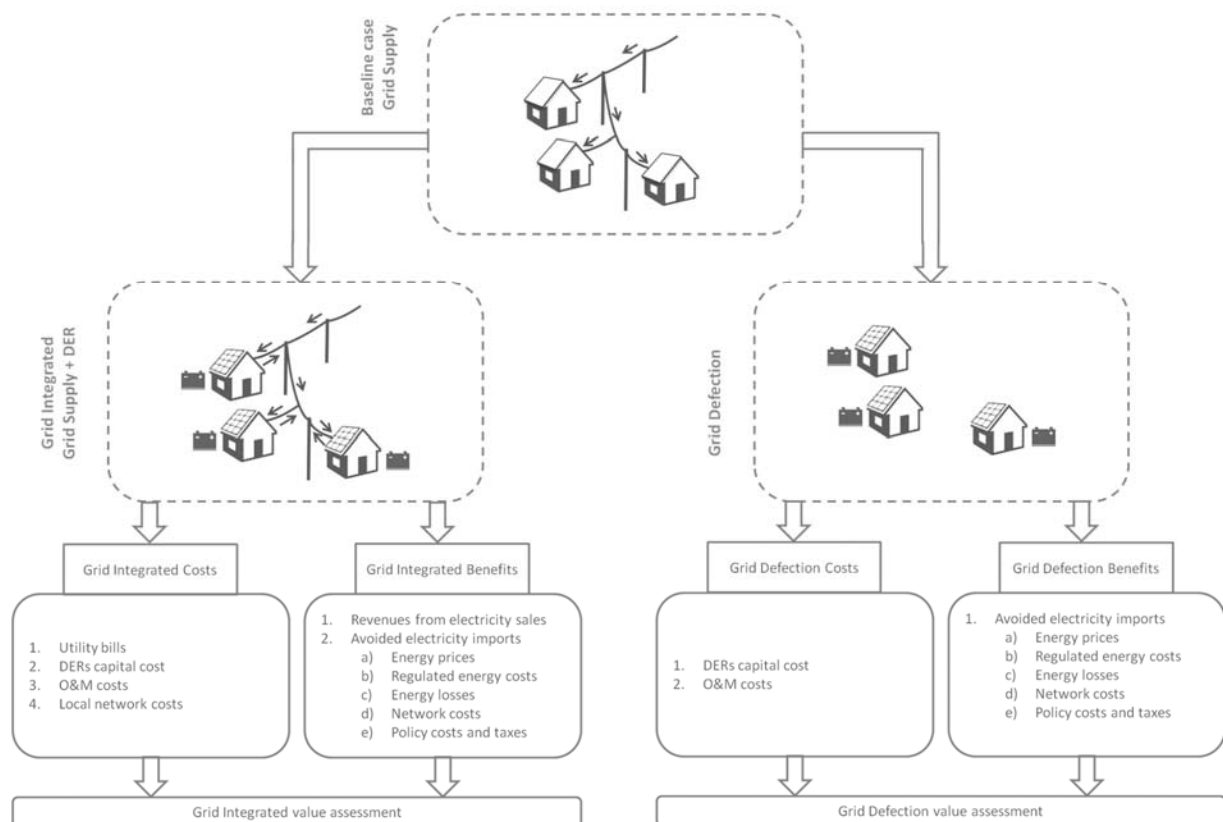 Baseline case
Grid Supply
Grid Integrated
Grid Supply + DER
Grid Defection
Grid Integrated Costs
Grid Integrated Benefits
Grid Defection Costs
Grid Defection Benefits
1. Utility bills
2. DERs capital cost
3. O&M costs
4. Local network costs
1. Revenues from electricity sales
2. Avoided electricity imports
a) Energy prices
b) Regulated energy costs
c) Energy losses
d) Network costs
e) Policy costs and taxes
1. DERs capital cost
2. O&M costs
1. Avoided electricity imports
a) Energy prices
b) Regulated energy costs
c) Energy losses
d) Network costs
e) Policy costs and taxes
Grid Integrated value assessment
Grid Defection value assessment